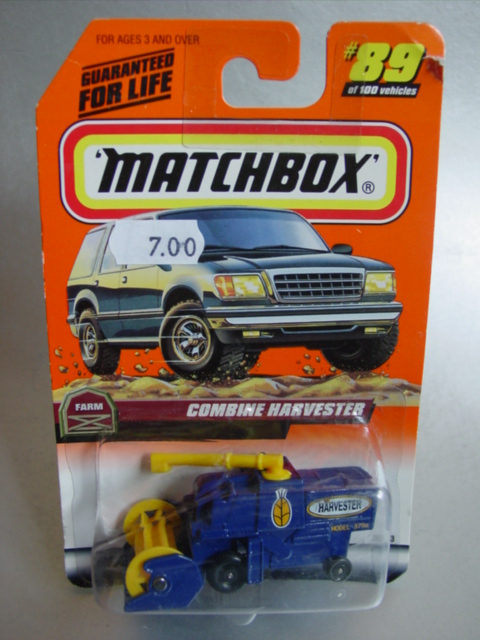 FOR AGES 3 AND OVER
GUARANTEED
FOR LIFE
#89
of 100 vehicles
'MATCHBOX'®
7.00
COMBINE HARVESTER
FARM
HARVESTER
3